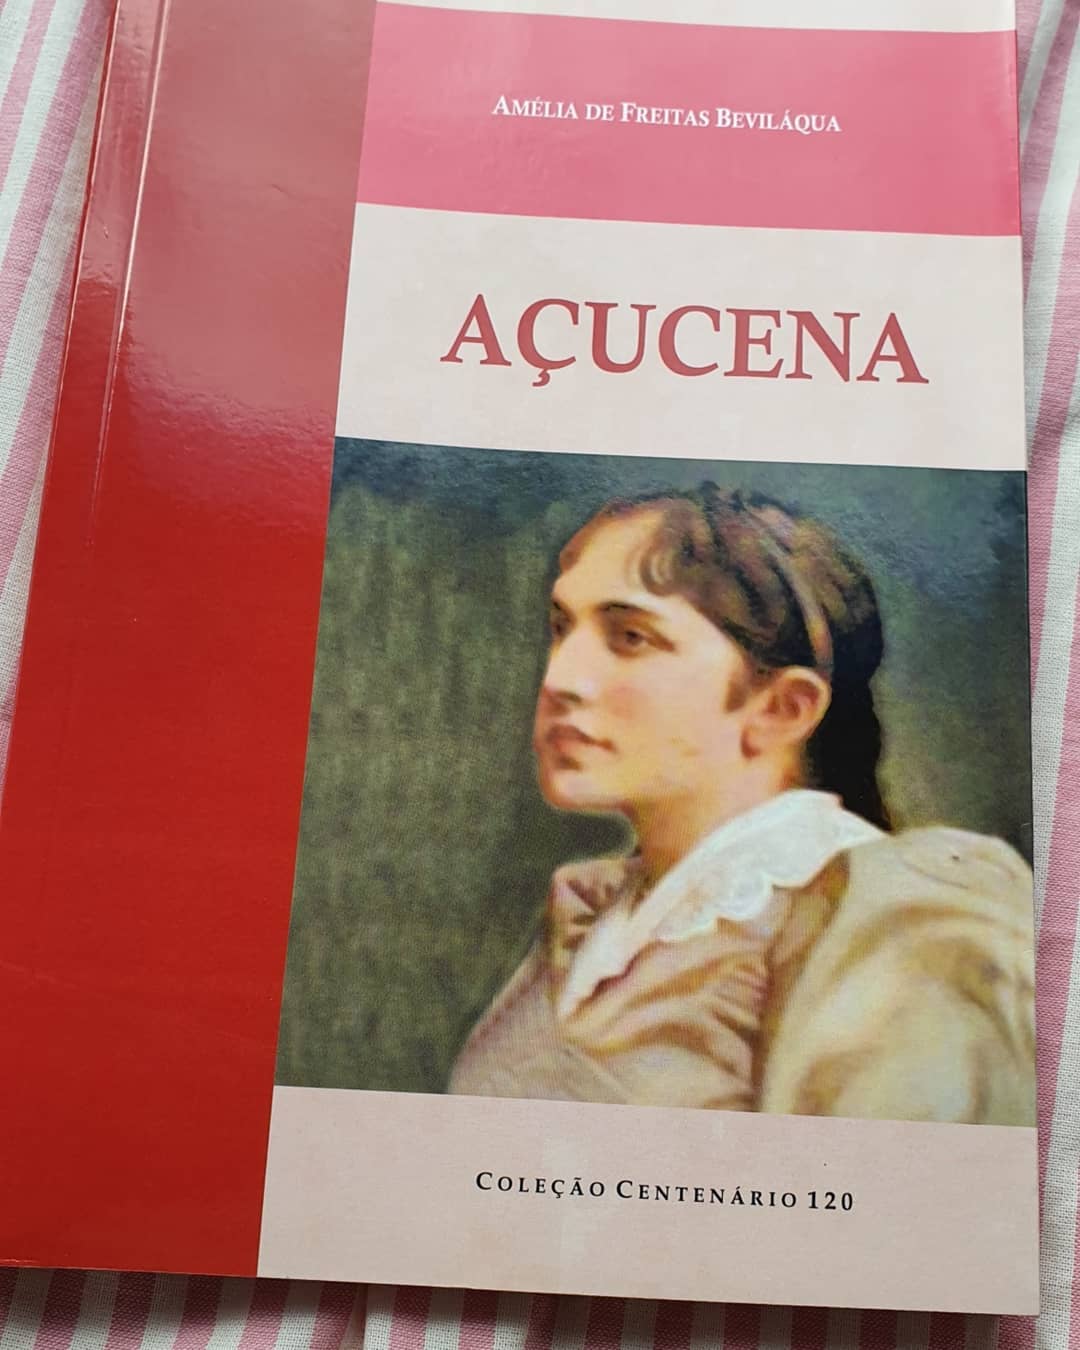 AMÉLIA DE FREITAS BEVILÁQUA
AÇUCENA
COLEÇÃO CENTENÁRIO 120